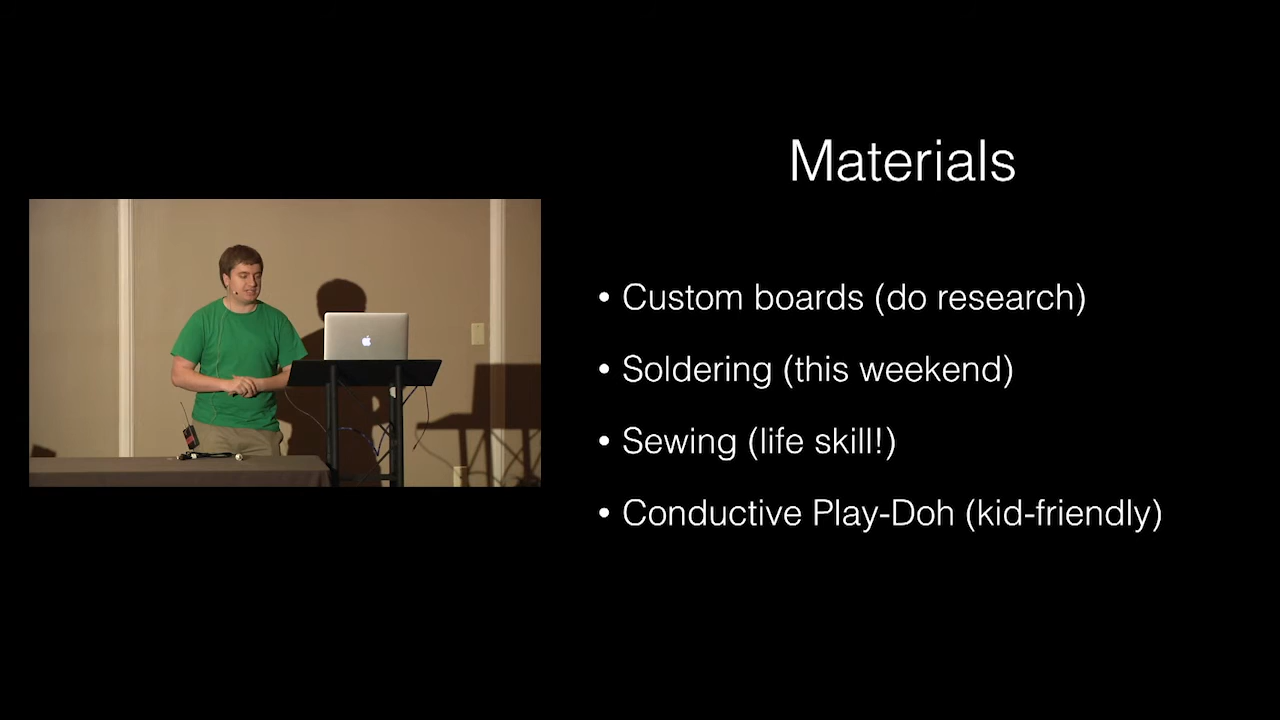 Materials
• Custom boards (do research)
• Soldering (this weekend)
• Sewing (life skill!)
• Conductive Play-Doh (kid-friendly)